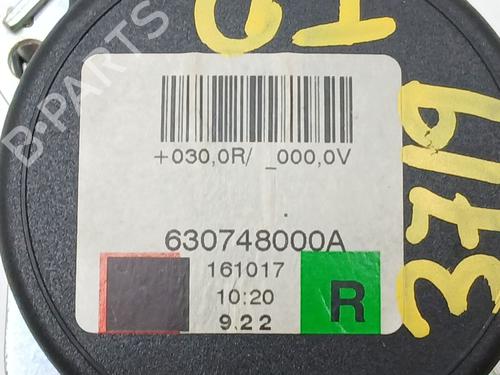 +030,0R/ _000,0V
630748000A
161017
10:20
9.22
R
3719
B-PARTS